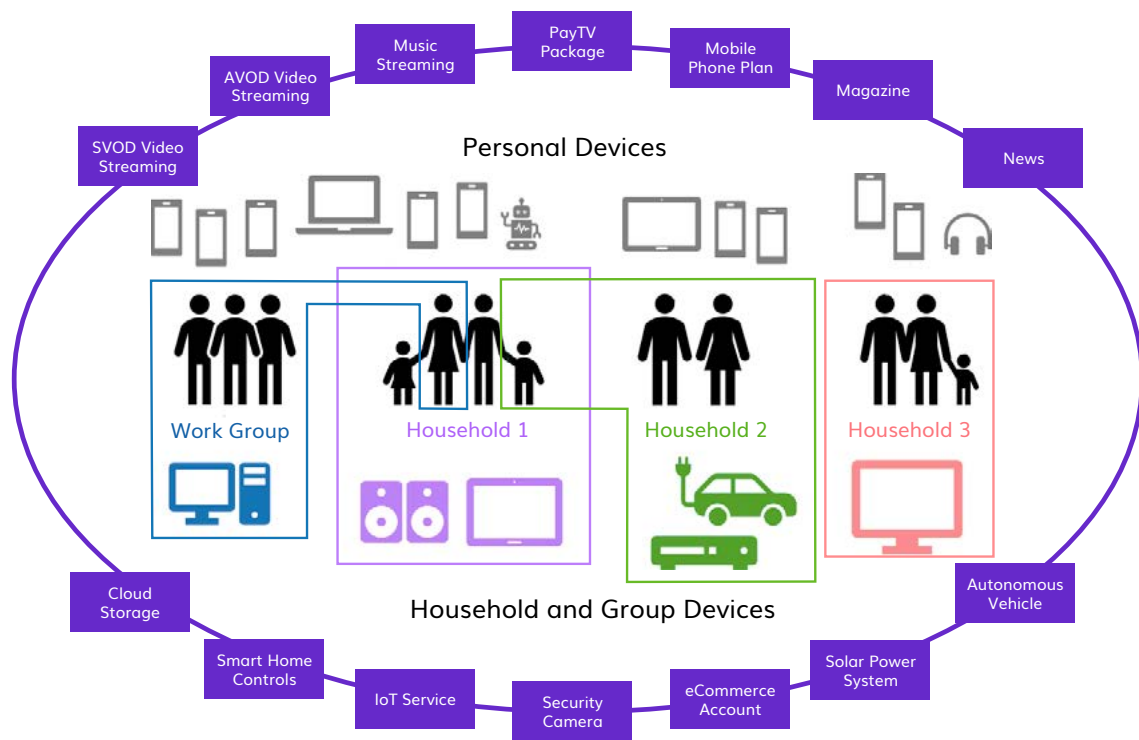 PayTV
Package
Music
Streaming
Mobile
Phone Plan
AVOD Video
Streaming
Magazine
SVOD Video
Streaming
News
Personal Devices
Work Group
Household 1
Household 2
Household 3
Household and Group Devices
Cloud
Storage
Autonomous
Vehicle
Smart Home
Controls
Solar Power
System
IoT Service
Security
Camera
eCommerce
Account